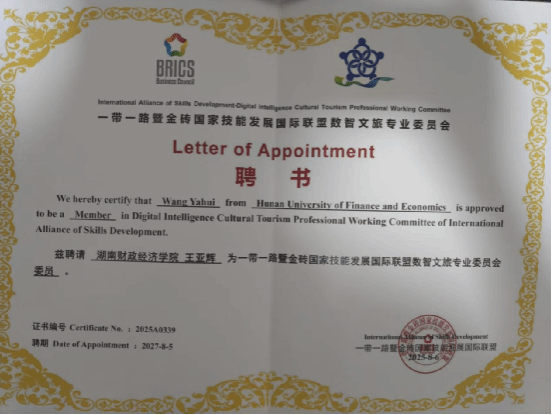 BRICS
Business Council
International Alliance of Skills Development-Digital Intelligence Cultural Tourism Professional Working Committee
一带一路暨金砖国家技能发展国际联盟数智文旅专业委员会
Letter of Appointment
聘 书
We hereby certify that Wang Yahui from Hunan University of Finance and Economics is approved
to be a Member in Digital Intelligence Cultural Tourism Professional Working Committee of International
Alliance of Skills Development.
兹聘请 湖南财政经济学院 王亚辉 为一带一路暨金砖国家技能发展国际联盟数智文旅专业委员会
委员 。
证书编号 Certificate No. : 2025A0339
聘期 Date of Appointment : 2027-8-5
International Alliance of Skills Development
一带一路暨金砖国家技能发展国际联盟
2025-8-6